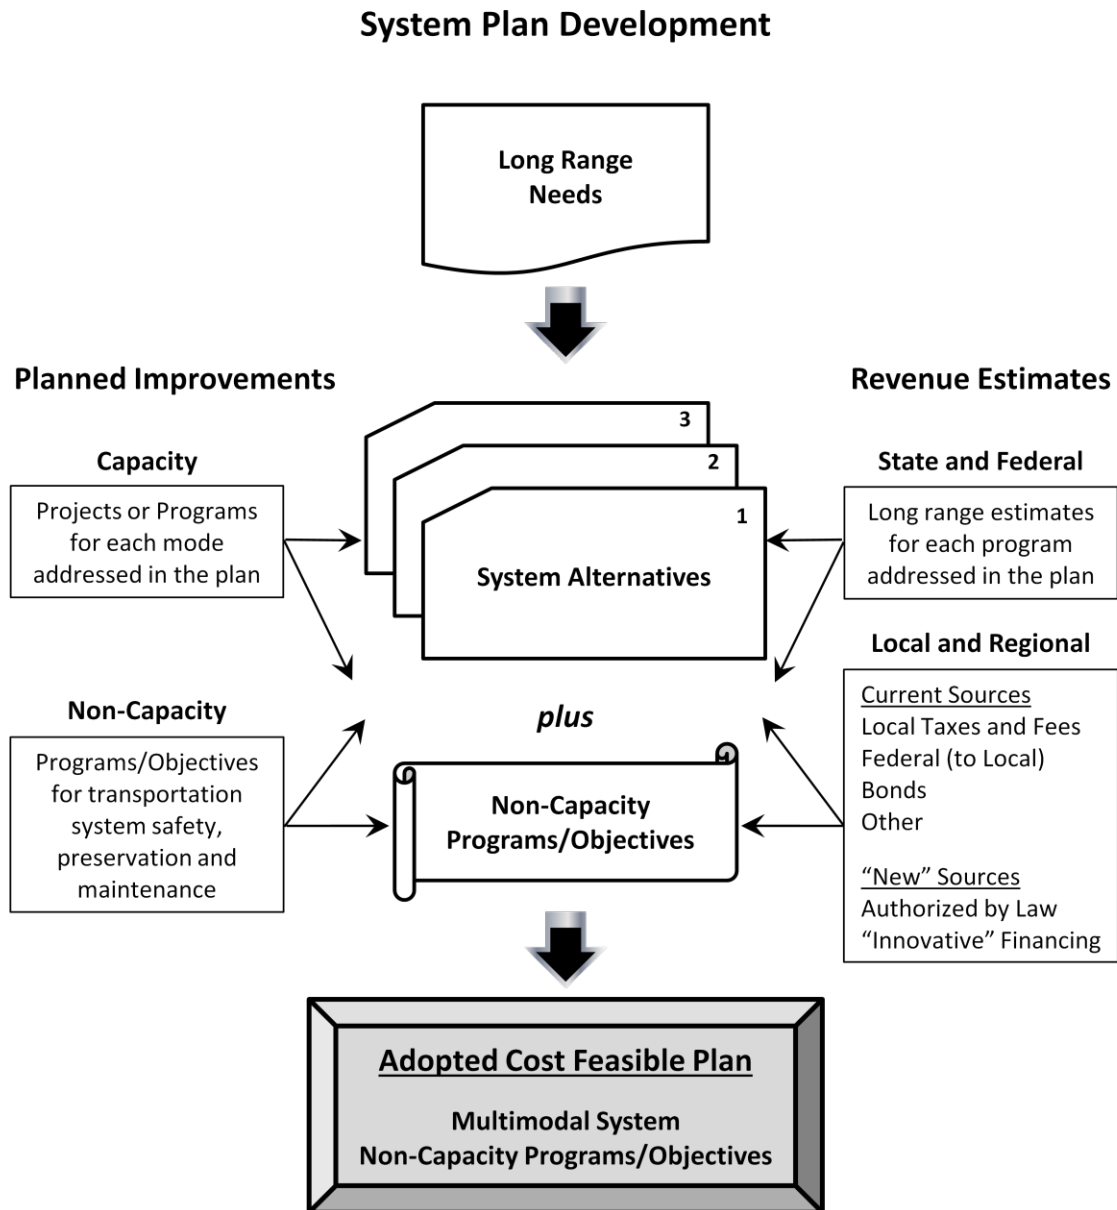 System Plan Development
Long Range
Needs
Planned Improvements
Revenue Estimates
Capacity
Projects or Programs
for each mode
addressed in the plan
3
2
1
System Alternatives
State and Federal
Long range estimates
for each program
addressed in the plan
Non-Capacity
Programs/Objectives
for transportation
system safety,
preservation and
maintenance
plus
Non-Capacity
Programs/Objectives
Local and Regional
Current Sources
Local Taxes and Fees
Federal (to Local)
Bonds
Other
“New” Sources
Authorized by Law
“Innovative” Financing
Adopted Cost Feasible Plan
Multimodal System
Non-Capacity Programs/Objectives